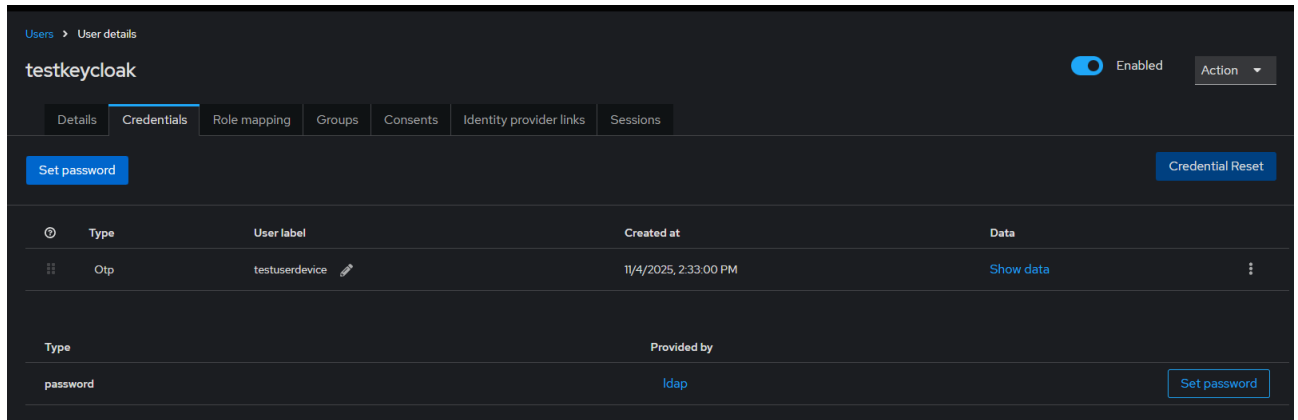 Users > User details
testkeycloak
Enabled
Action
Details Credentials Role mapping Groups Consents Identity provider links Sessions
Set password
Credential Reset
Type User label Created at Data
Otp testuserdevice 11/4/2025, 2:33:00 PM Show data
Type Provided by
password ldap Set password